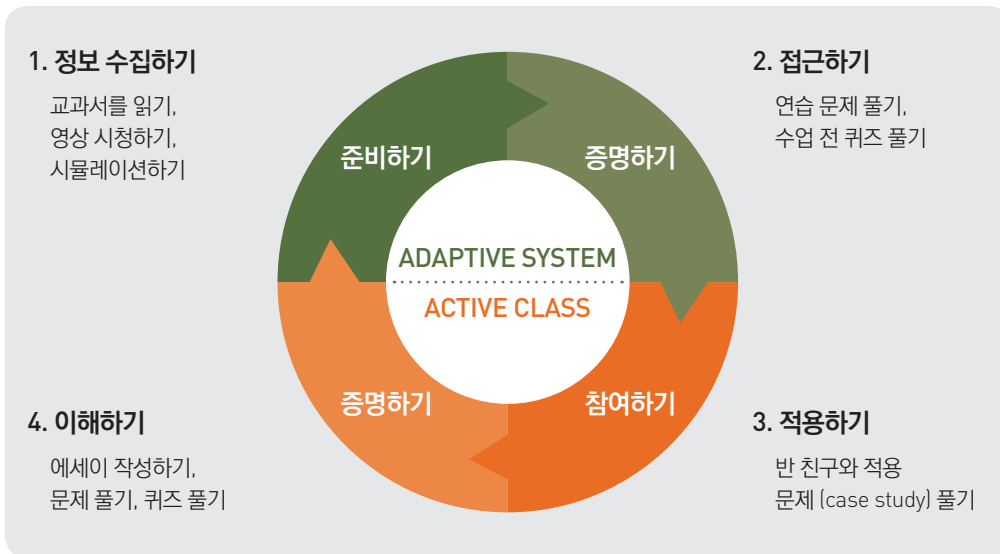 1. 정보 수집하기
교과서를 읽기,
영상 시청하기,
시뮬레이션하기
2. 접근하기
연습 문제 풀기,
수업 전 퀴즈 풀기
준비하기
증명하기
ADAPTIVE SYSTEM
ACTIVE CLASS
증명하기
참여하기
4. 이해하기
에세이 작성하기,
문제 풀기, 퀴즈 풀기
3. 적용하기
반 친구와 적용
문제 (case study) 풀기